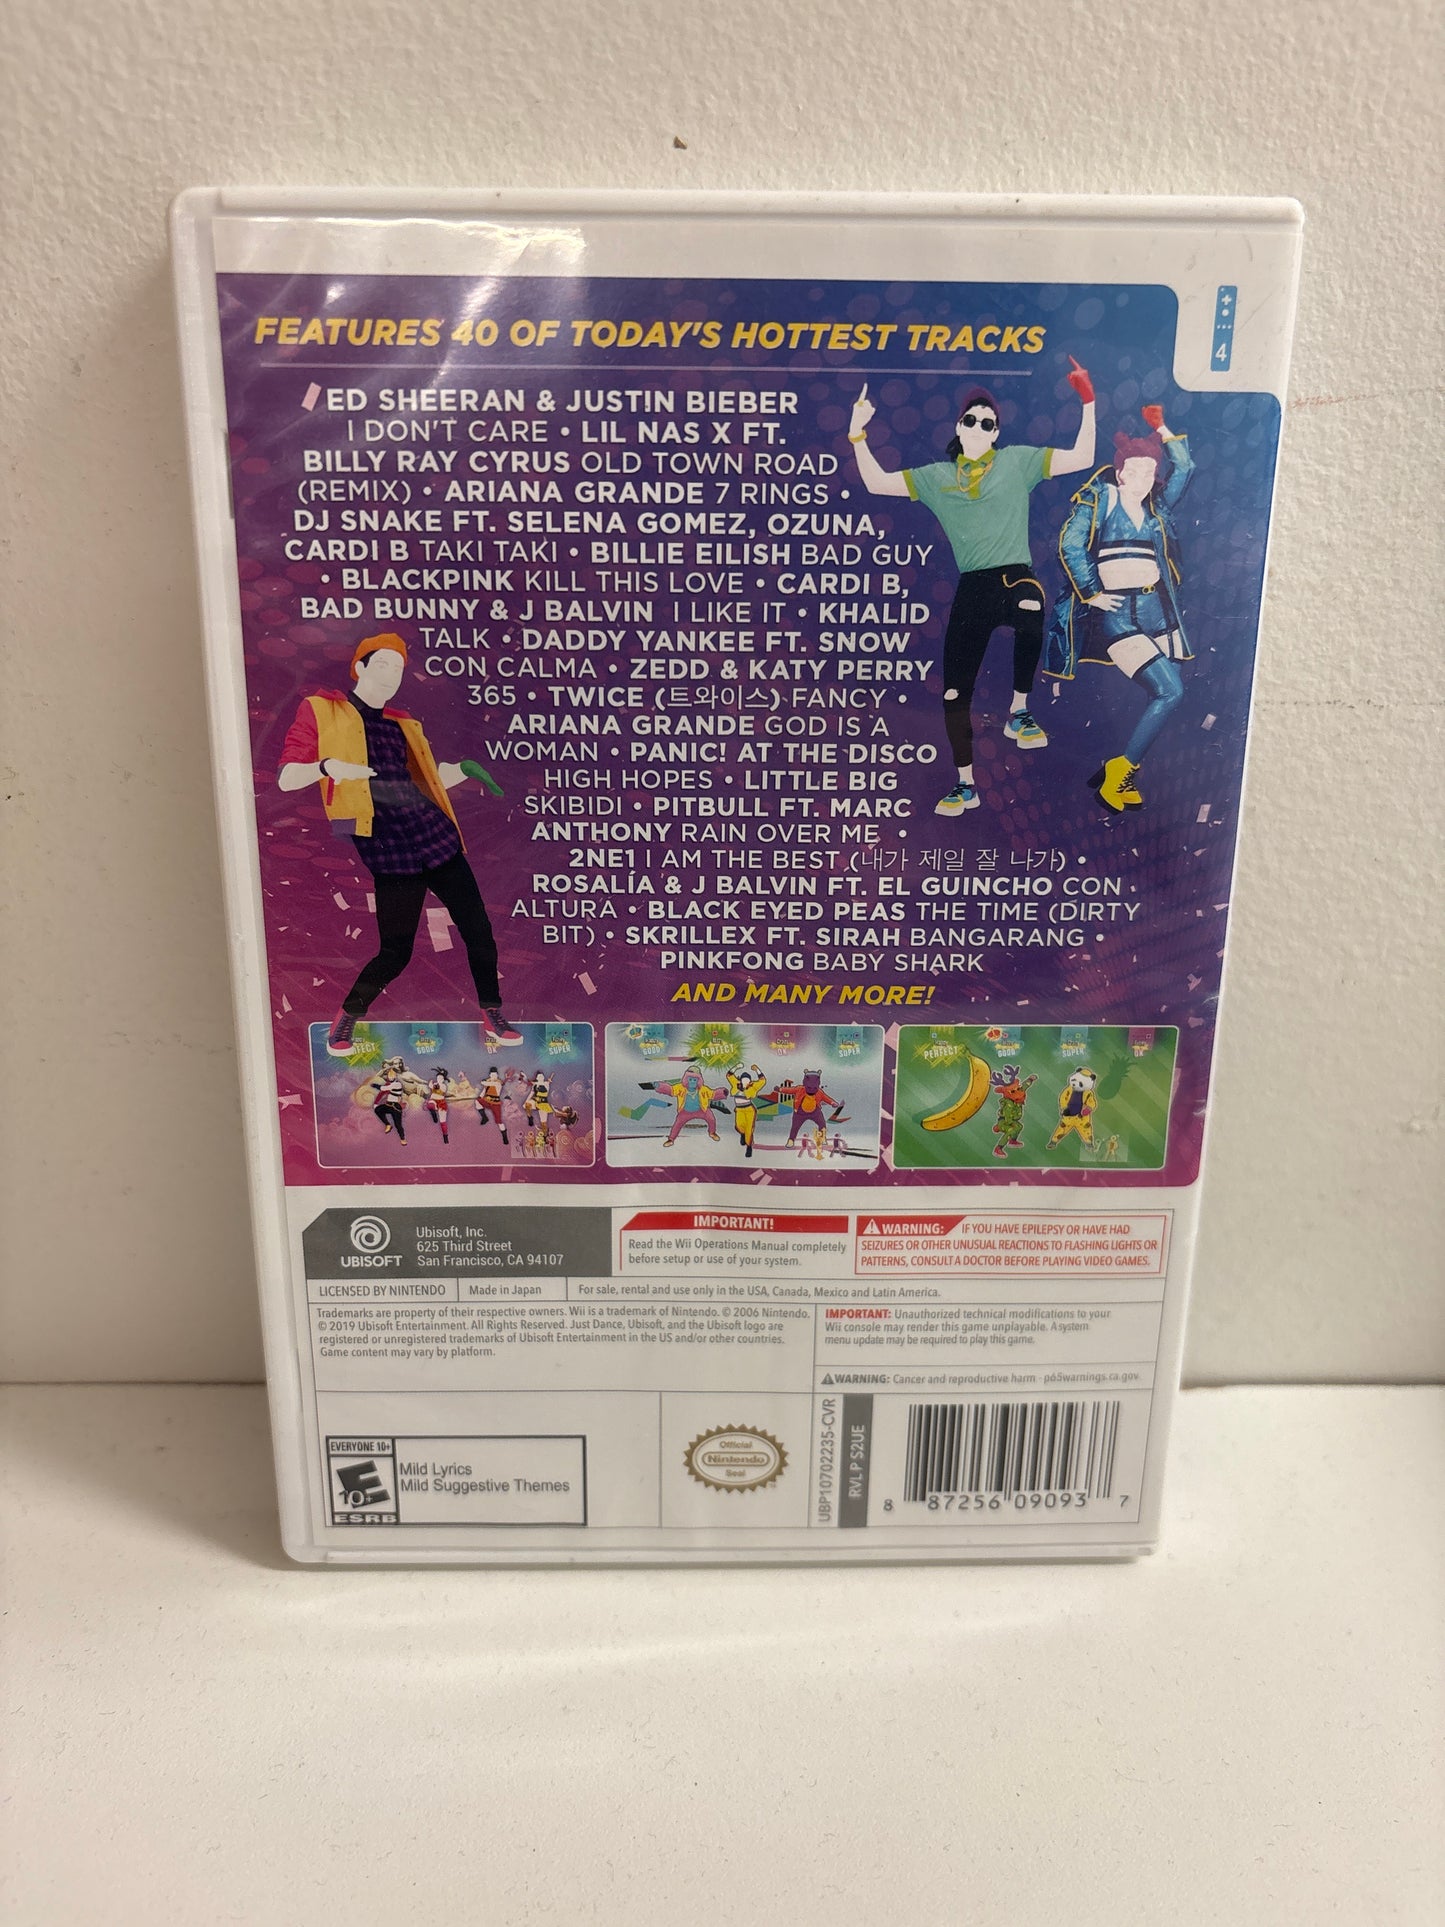 FEATURES 40 OF TODAY'S HOTTEST TRACKS
4
ED SHEERAN & JUST!N BIEBER
I DON'T CARE • LIL NAS X FT.
BILLY RAY CYRUS OLD TOWN ROAD
(REMIX) • ARIANA GRANDE 7 RINGS •
DJ SNAKE FT. SELENA GOMEZ, OZUNA,
CARDI B TAKI TAKI • BILLIE EILISH BAD GUY
• BLACKPINK KILL THIS LOVE • CARDI B,
BAD BUNNY & J BALVIN I LIKE IT • KHALID
TALK • DADDY YANKEE FT. SNOW
CON CALMA • ZEDD & KATY PERRY
365 • TWICE (트와이스) FANCY •
ARIANA GRANDE GOD IS A
WOMAN • PANIC! AT THE DISCO
HIGH HOPES • LITTLE BIG
SKIBIDI • PITBULL FT. MARC
ANTHONY RAIN OVER ME •
2NE1 I AM THE BEST (내가 제일 잘 나가) •
ROSALÍA & J BALVIN FT. EL GUINCHO CON
ALTURA • BLACK EYED PEAS THE TIME (DIRTY
BIT) • SKRILLEX FT. SIRAH BANGARANG •
PINKFONG BABY SHARK
AND MANY MORE!
PERFECT GOOD OK SUPER
GOOD PERFECT OK SUPER
PERFECT GOOD SUPER OK
UBISOFT
Ubisoft, Inc.
625 Third Street
San Francisco, CA 94107
IMPORTANT!
Read the Wii Operations Manual completely
before setup or use of your system.
WARNING: IF YOU HAVE EPILEPSY OR HAVE HAD
SEIZURES OR OTHER UNUSUAL REACTIONS TO FLASHING LIGHTS OR
PATTERNS, CONSULT A DOCTOR BEFORE PLAYING VIDEO GAMES.
LICENSED BY NINTENDO
Made in Japan
For sale, rental and use only in the USA, Canada, Mexico and Latin America.
Trademarks are property of their respective owners. Wii is a trademark of Nintendo. © 2006 Nintendo.
© 2019 Ubisoft Entertainment. All Rights Reserved. Just Dance, Ubisoft, and the Ubisoft logo are
registered or unregistered trademarks of Ubisoft Entertainment in the US and/or other countries.
Game content may vary by platform.
IMPORTANT: Unauthorized technical modifications to your
Wii console may render this game unplayable. A system
menu update may be required to play this game.
WARNING: Cancer and reproductive harm - p65warnings.ca.gov
EVERYONE 10+
E
10+
ESRB
Mild Lyrics
Mild Suggestive Themes
Official
Nintendo
Seal
UBP10702235-CVR
RVL P S2UE
8 87256 09093 7